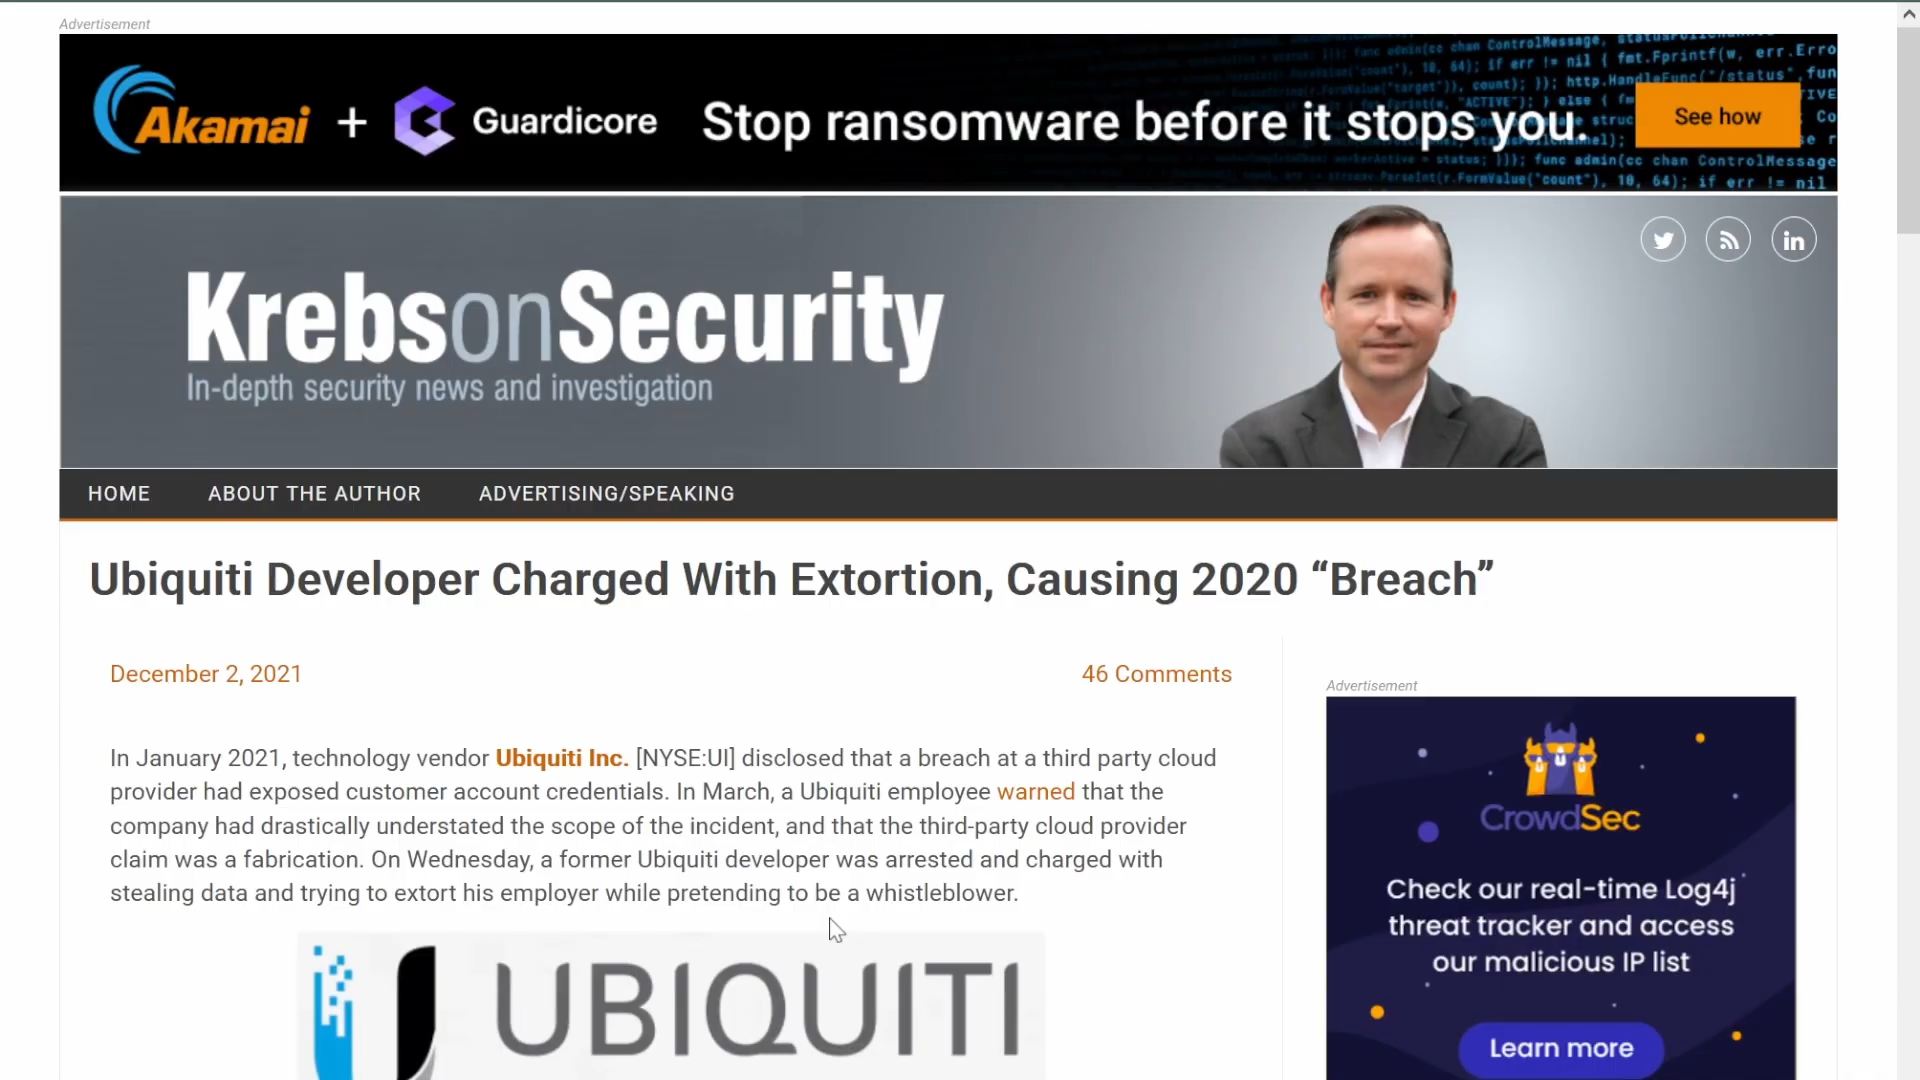 Advertisement
Akamai + Guardicore Stop ransomware before it stops you. See how
KrebsonSecurity
In-depth security news and investigation
HOME ABOUT THE AUTHOR ADVERTISING/SPEAKING
Ubiquiti Developer Charged With Extortion, Causing 2020 “Breach”
December 2, 2021 46 Comments
In January 2021, technology vendor Ubiquiti Inc. [NYSE:UI] disclosed that a breach at a third party cloud
provider had exposed customer account credentials. In March, a Ubiquiti employee warned that the
company had drastically understated the scope of the incident, and that the third-party cloud provider
claim was a fabrication. On Wednesday, a former Ubiquiti developer was arrested and charged with
stealing data and trying to extort his employer while pretending to be a whistleblower.
UBIQUITI
Advertisement
CrowdSec
Check our real-time Log4j
threat tracker and access
our malicious IP list
Learn more